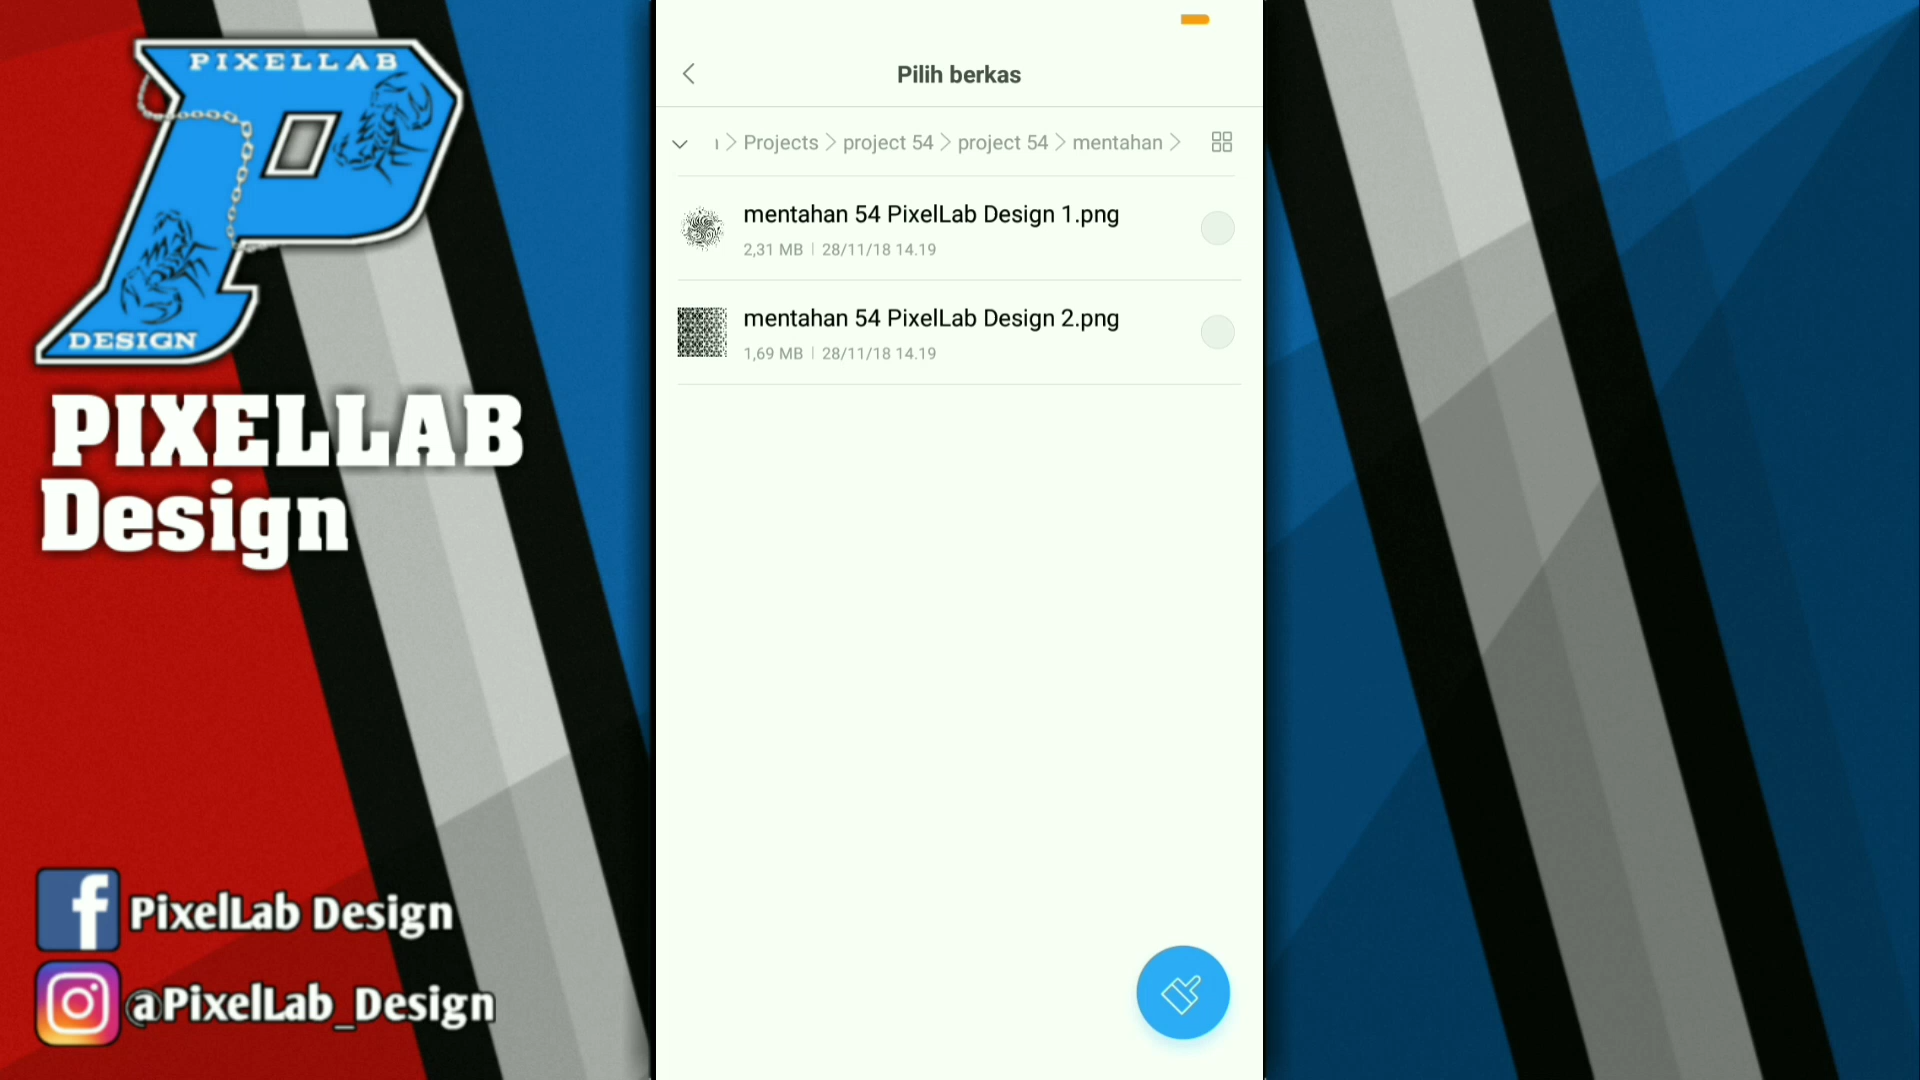 PIXELLAB
DESIGN
PIXELLAB
Design
PixelLab Design
@PixelLab_Design
Pilih berkas
Projects > project 54 > project 54 > mentahan >
mentahan 54 PixelLab Design 1.png
2,31 MB | 28/11/18 14.19
mentahan 54 PixelLab Design 2.png
1,69 MB | 28/11/18 14.19